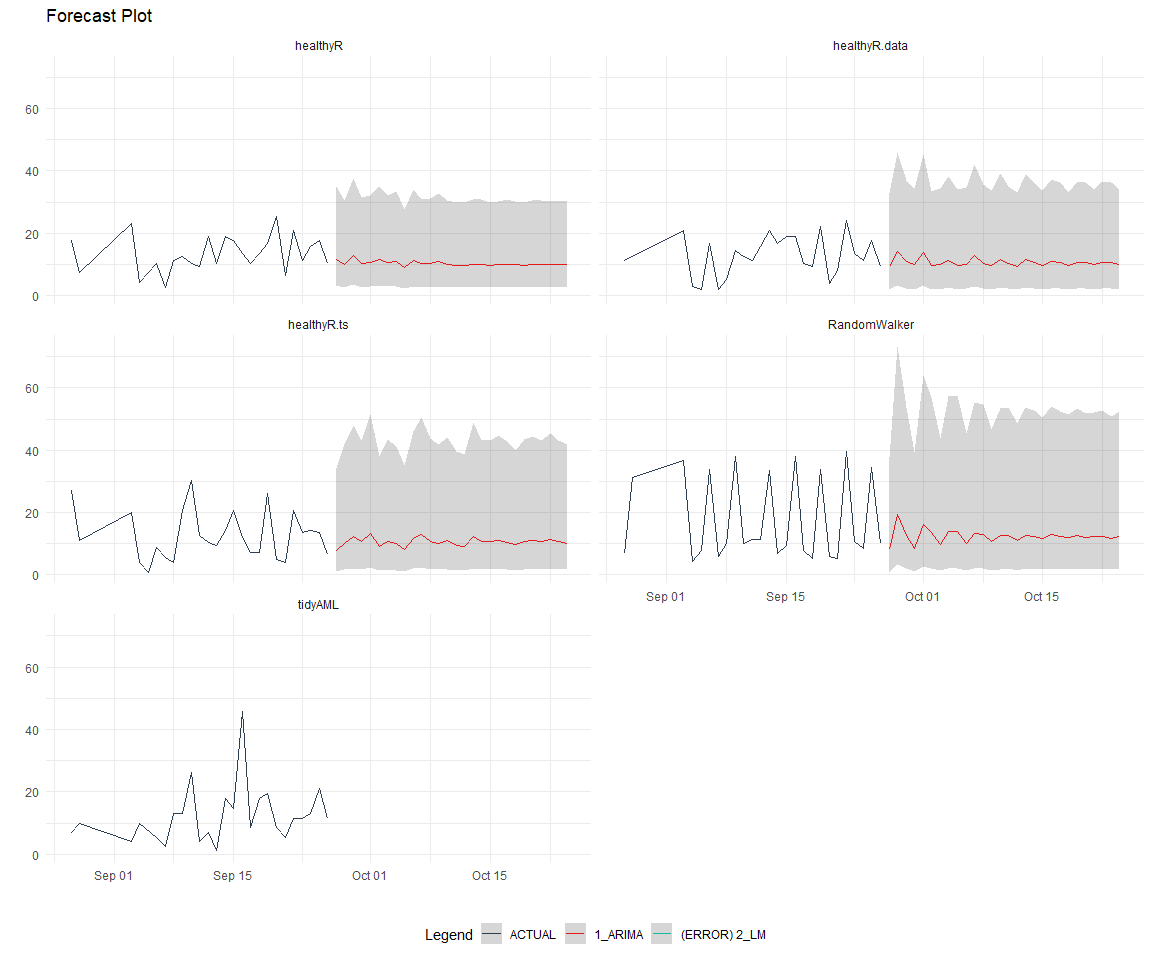 Forecast Plot
healthyR
healthyR.data
60
40
20
0
healthyR.ts
RandomWalker
60
40
20
0
Sep 01
Sep 15
Oct 01
Oct 15
tidyAML
60
40
20
0
Sep 01
Sep 15
Oct 01
Oct 15
Legend ACTUAL 1_ARIMA (ERROR) 2_LM